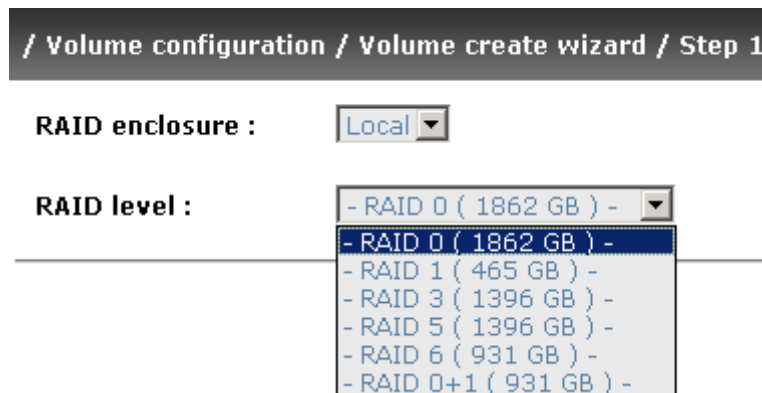 / Volume configuration / Volume create wizard / Step 1
RAID enclosure : Local
RAID level : - RAID 0 ( 1862 GB ) -
- RAID 0 ( 1862 GB ) -
- RAID 1 ( 465 GB ) -
- RAID 3 ( 1396 GB ) -
- RAID 5 ( 1396 GB ) -
- RAID 6 ( 931 GB ) -
- RAID 0+1 ( 931 GB ) -